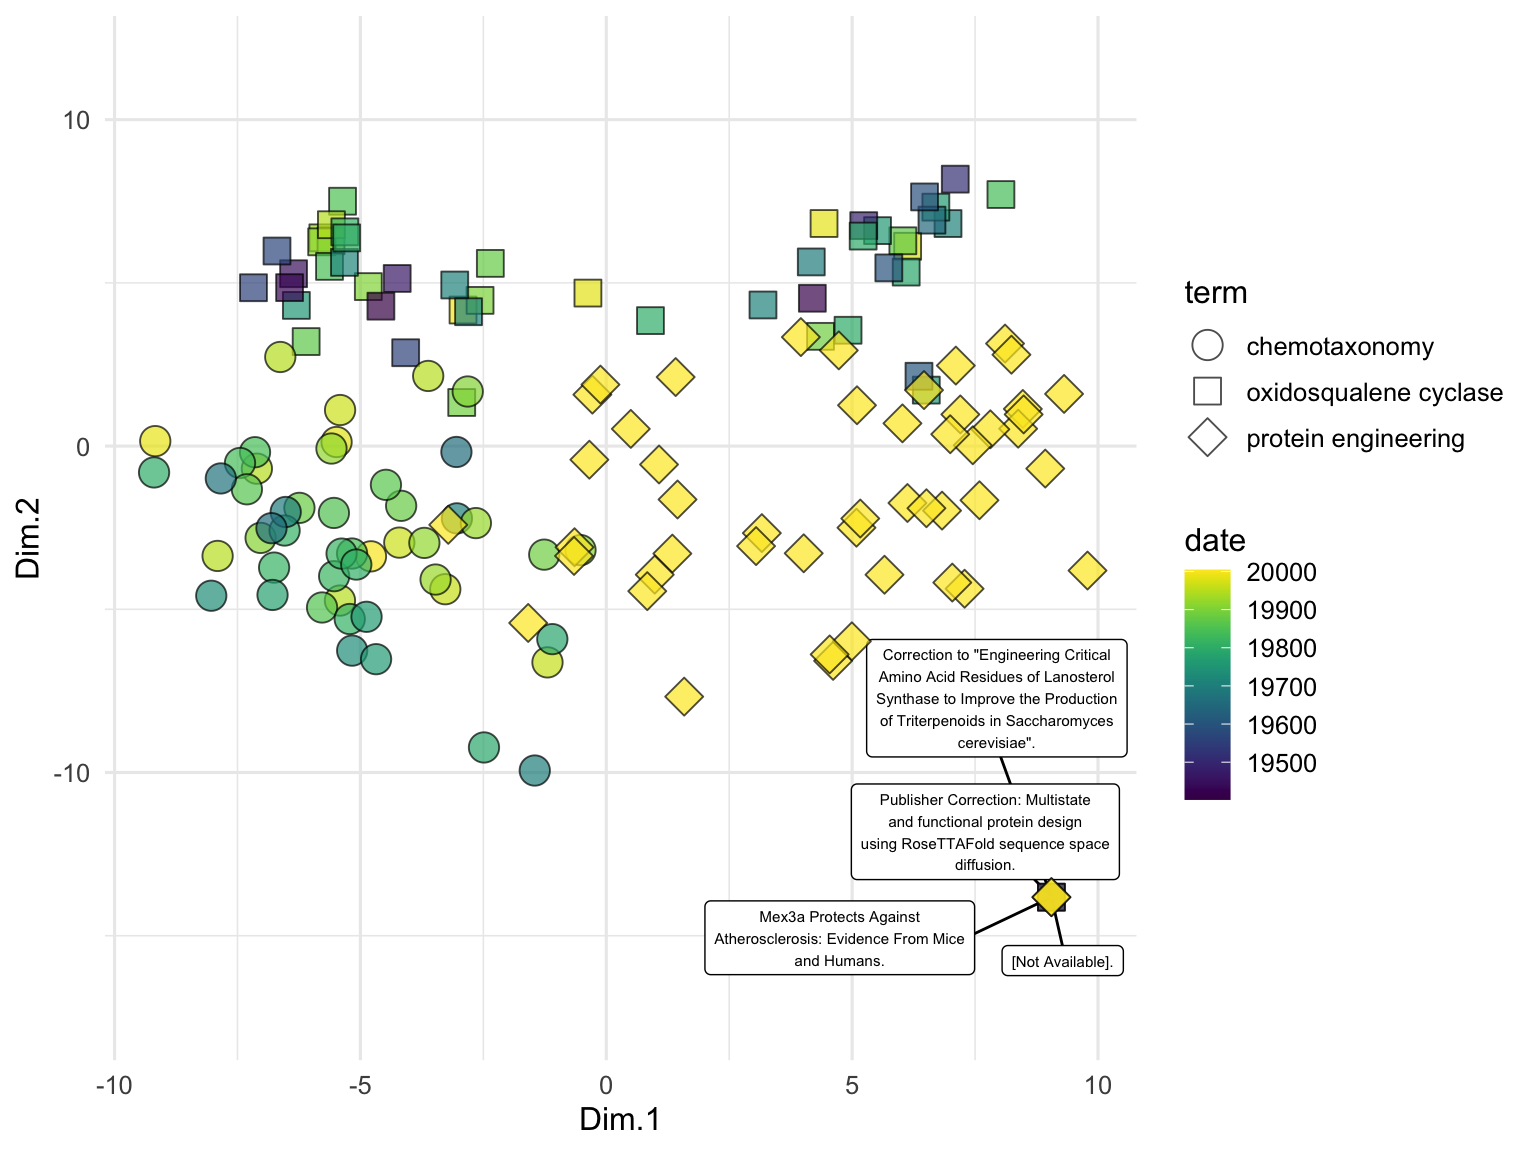 10
0
-10
Dim.2
-10
-5
0
5
10
Dim.1
Correction to "Engineering Critical
Amino Acid Residues of Lanosterol
Synthase to Improve the Production
of Triterpenoids in Saccharomyces
cerevisiae".
Publisher Correction: Multistate
and functional protein design
using RoseTTAFold sequence space
diffusion.
Mex3a Protects Against
Atherosclerosis: Evidence From Mice
and Humans.
[Not Available].
term
chemotaxonomy
oxidosqualene cyclase
protein engineering
date
20000
19900
19800
19700
19600
19500